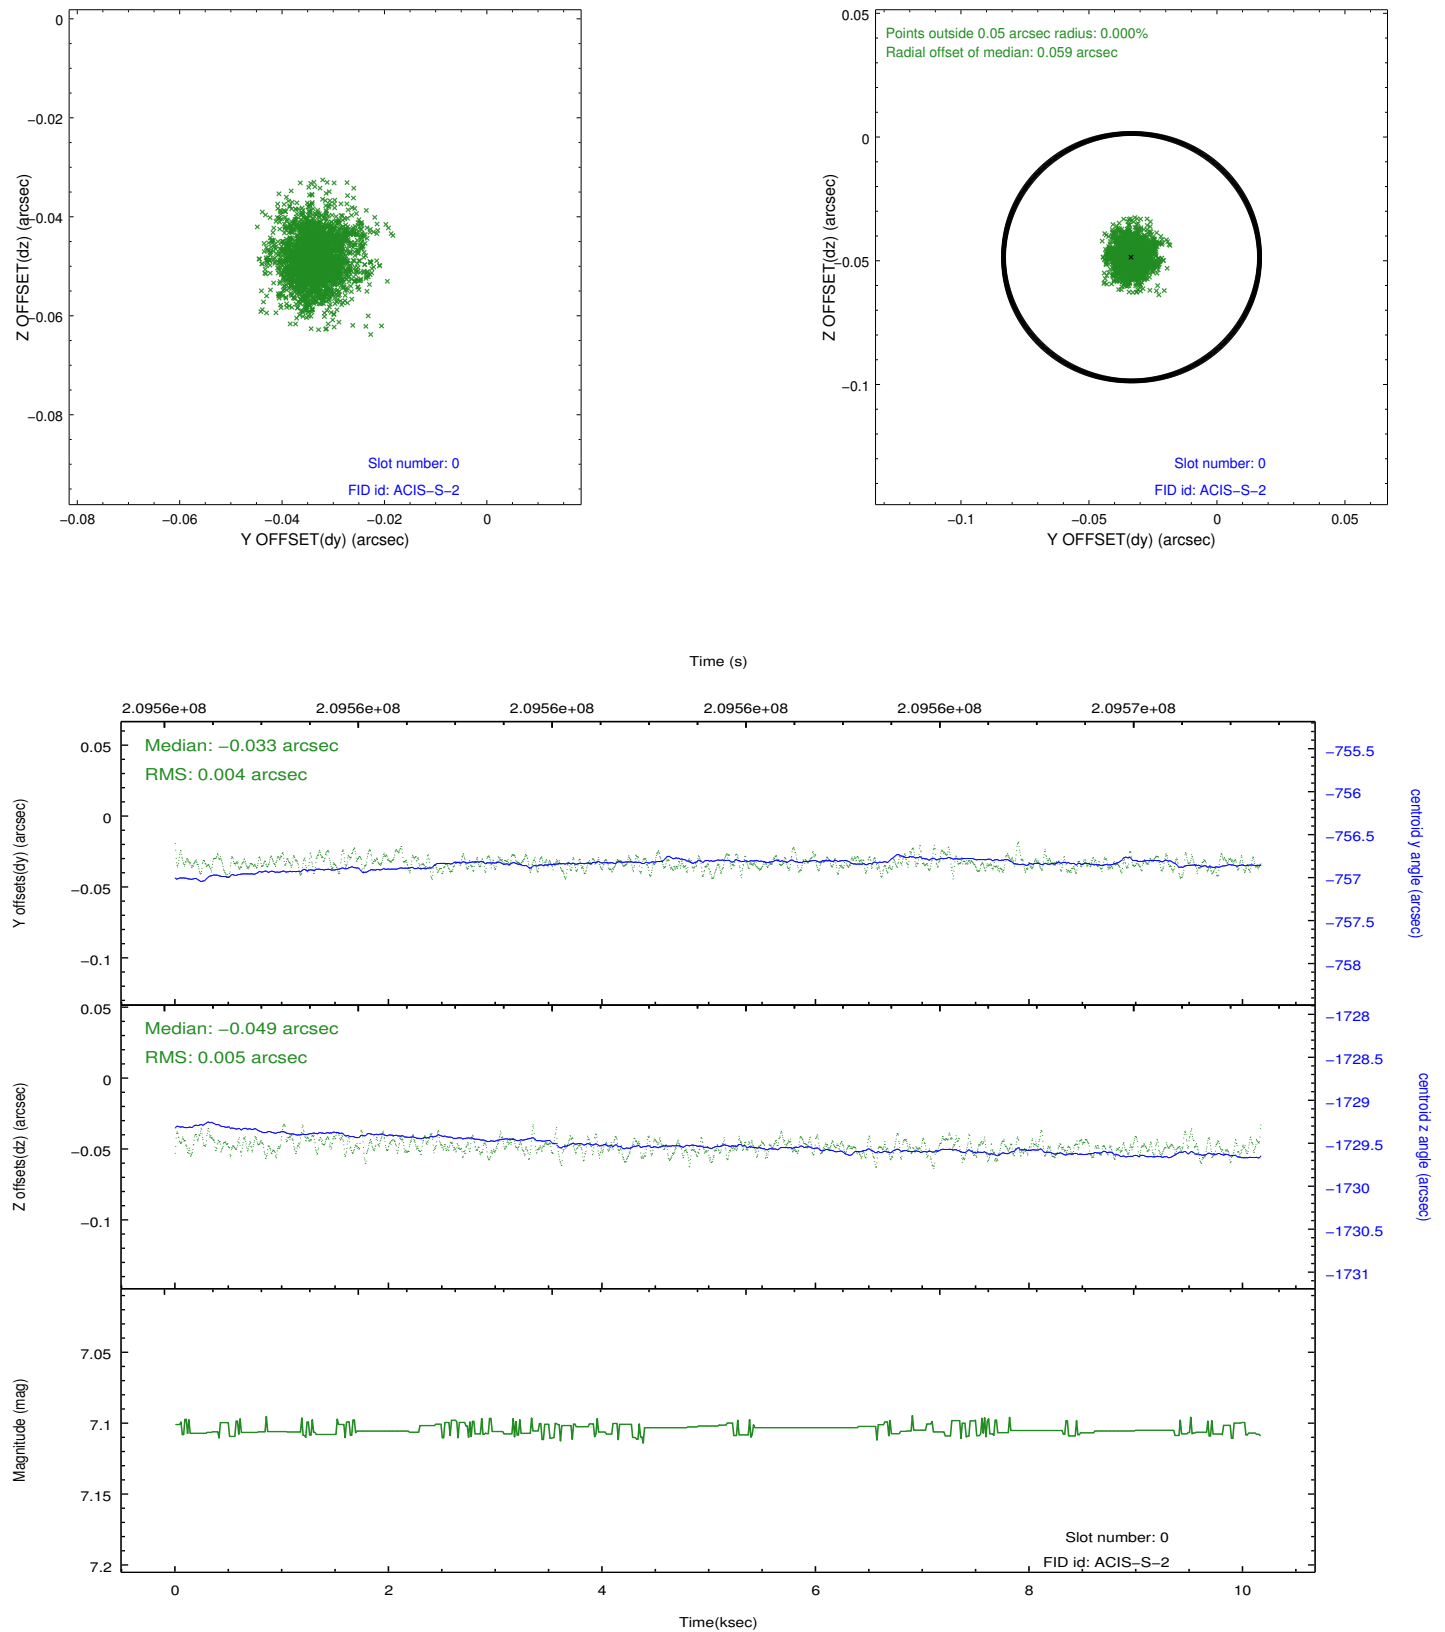 0
−0.02
−0.04
−0.06
−0.08
Z OFFSET(dz) (arcsec)
Slot number: 0
FID id: ACIS−S−2
−0.08
−0.06
−0.04
−0.02
0
Y OFFSET(dy) (arcsec)
0.05
0
−0.05
−0.1
Z OFFSET(dz) (arcsec)
Points outside 0.05 arcsec radius: 0.000%
Radial offset of median: 0.059 arcsec
Slot number: 0
FID id: ACIS−S−2
−0.1
−0.05
0
0.05
Y OFFSET(dy) (arcsec)
Time (s)
2.0956e+08
2.0956e+08
2.0956e+08
2.0956e+08
2.0956e+08
2.0957e+08
Median: −0.033 arcsec
RMS: 0.004 arcsec
0.05
0
−0.05
−0.1
Y offsets(dy) (arcsec)
−755.5
−756
−756.5
−757
−757.5
−758
centroid y angle (arcsec)
Median: −0.049 arcsec
RMS: 0.005 arcsec
0.05
0
−0.05
−0.1
Z offsets(dz) (arcsec)
−1728
−1728.5
−1729
−1729.5
−1730
−1730.5
−1731
centroid z angle (arcsec)
7.05
7.1
7.15
7.2
Magnitude (mag)
Slot number: 0
FID id: ACIS−S−2
0
2
4
6
8
10
Time(ksec)